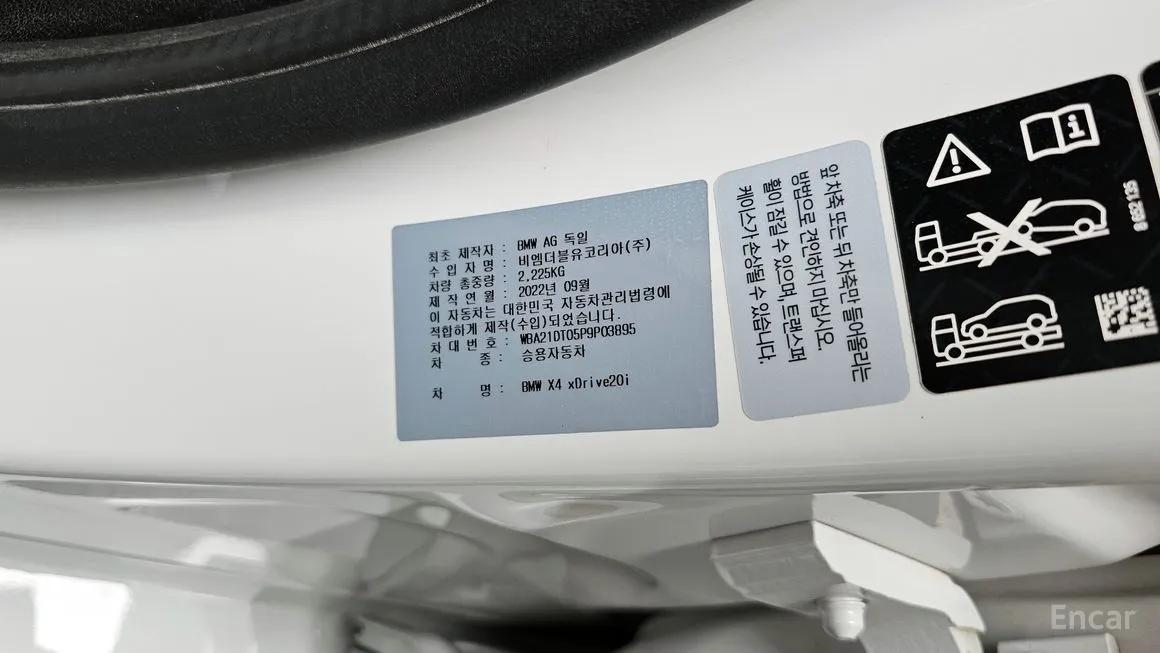 최초 제작자 : BMW AG 독일
수 입 자 명 : 비엠더블유코리아(주)
차량 총중량 : 2,225KG
제 작 연 월 : 2022년 09월
이 자동차는 대한민국 자동차관리법령에
적합하게 제작(수입)되었습니다.
차 대 번 호 : WBA21DT05P9P03895
차 종 : 승용자동차
차 명 : BMW X4 xDrive20i
앞 차축 또는 뒤 차축만 들어올리는
방법으로 견인하지 마십시오.
휠이 잠길 수 있으며, 트랜스퍼
케이스가 손상될 수 있습니다.
Encar